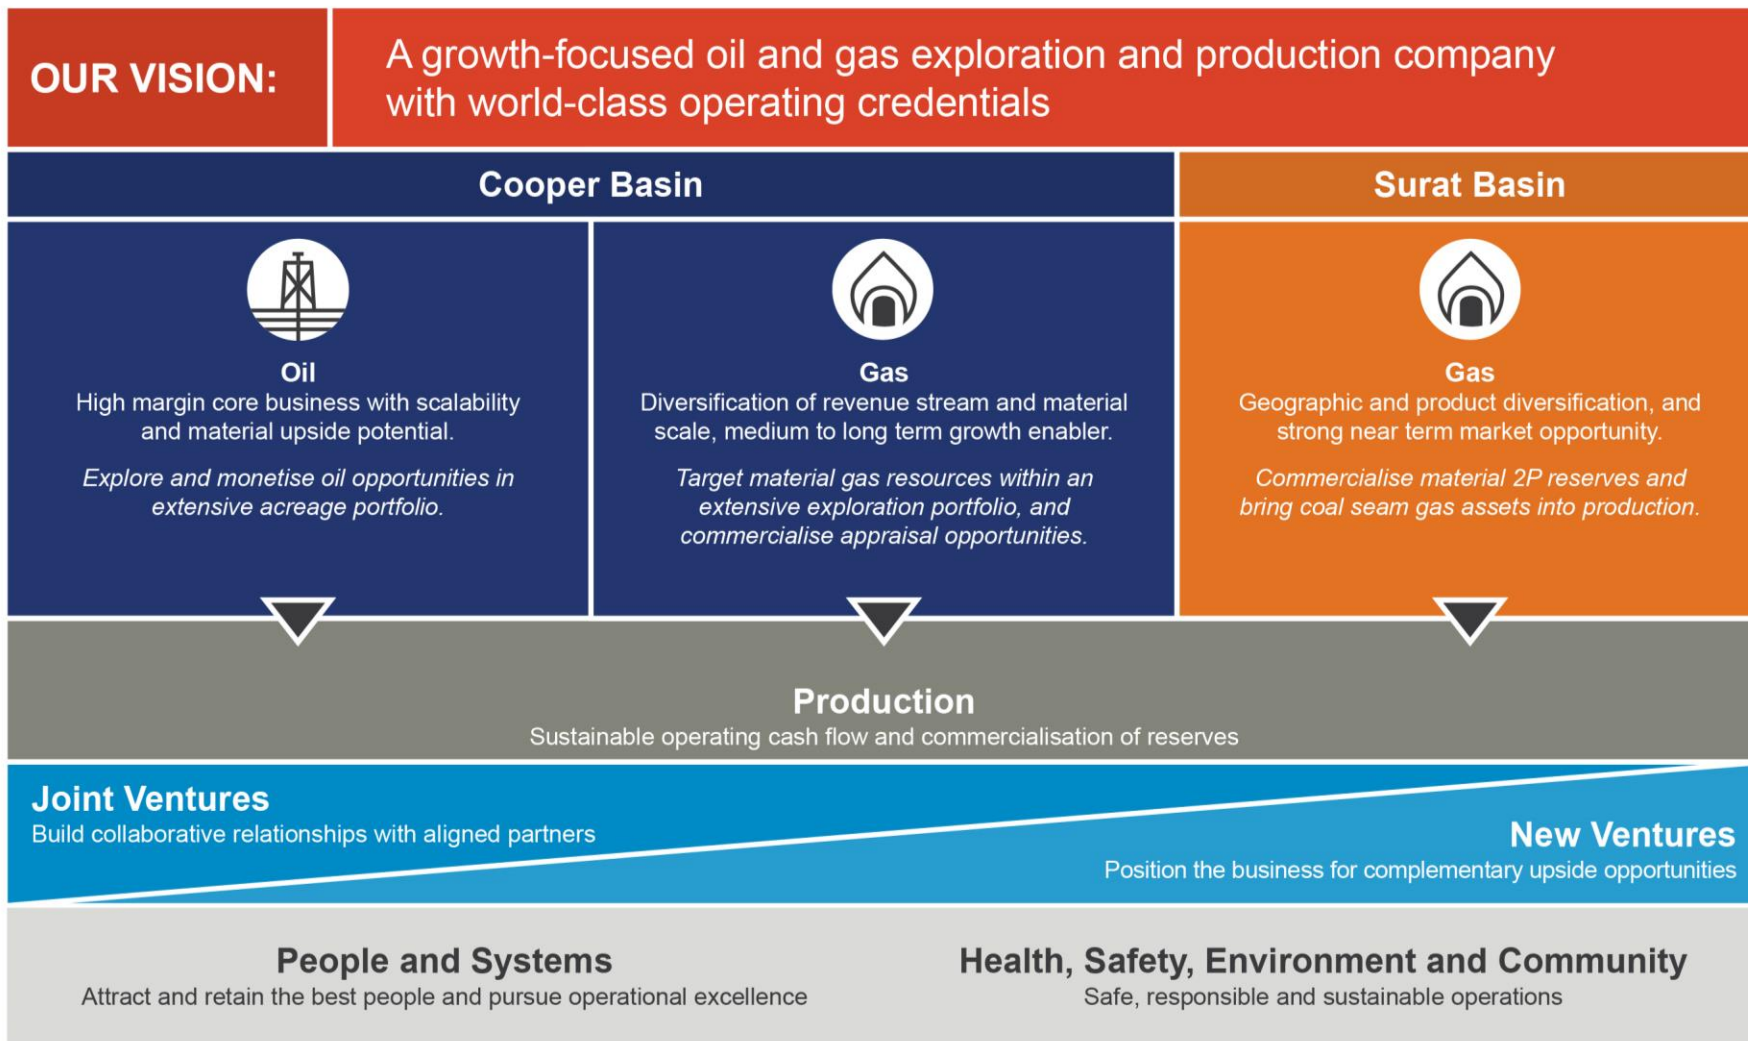 OUR VISION:
A growth-focused oil and gas exploration and production company
with world-class operating credentials
Cooper Basin
Surat Basin
Oil
High margin core business with scalability
and material upside potential.
Explore and monetise oil opportunities in
extensive acreage portfolio.
Gas
Diversification of revenue stream and material
scale, medium to long term growth enabler.
Target material gas resources within an
extensive exploration portfolio, and
commercialise appraisal opportunities.
Gas
Geographic and product diversification, and
strong near term market opportunity.
Commercialise material 2P reserves and
bring coal seam gas assets into production.
Production
Sustainable operating cash flow and commercialisation of reserves
Joint Ventures
Build collaborative relationships with aligned partners
New Ventures
Position the business for complementary upside opportunities
People and Systems
Attract and retain the best people and pursue operational excellence
Health, Safety, Environment and Community
Safe, responsible and sustainable operations